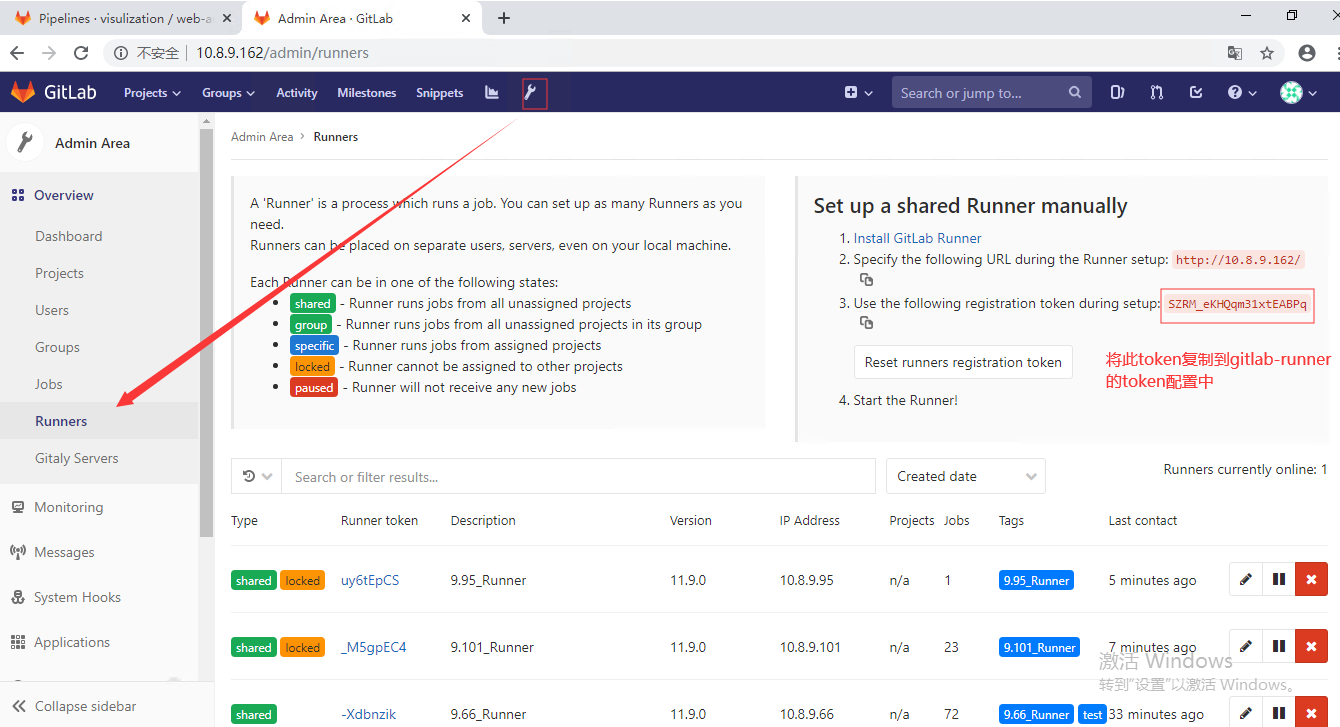 Pipelines · visulization / web-a
Admin Area · GitLab
不安全
10.8.9.162/admin/runners
GitLab
Projects
Groups
Activity
Milestones
Snippets
Search or jump to...
Admin Area
Overview
Dashboard
Projects
Users
Groups
Jobs
Runners
Gitaly Servers
Monitoring
Messages
System Hooks
Applications
Collapse sidebar
Admin Area > Runners
A 'Runner' is a process which runs a job. You can set up as many Runners as you
need.
Runners can be placed on separate users, servers, even on your local machine.
Each Runner can be in one of the following states:
shared - Runner runs jobs from all unassigned projects
group - Runner runs jobs from all unassigned projects in its group
specific - Runner runs jobs from assigned projects
locked - Runner cannot be assigned to other projects
paused - Runner will not receive any new jobs
Set up a shared Runner manually
1. Install GitLab Runner
2. Specify the following URL during the Runner setup: http://10.8.9.162/
3. Use the following registration token during setup: SZRM_eKHQqm31xtEABPq
Reset runners registration token
4. Start the Runner!
将此token复制到gitlab-runner
的token配置中
Search or filter results...
Created date
Runners currently online: 1
Type Runner token Description Version IP Address Projects Jobs Tags Last contact
shared locked uy6tEpCS 9.95_Runner 11.9.0 10.8.9.95 n/a 1 9.95_Runner 5 minutes ago
shared locked _M5gpEC4 9.101_Runner 11.9.0 10.8.9.101 n/a 23 9.101_Runner 7 minutes ago
激活 Windows
转到"设置"以激活 Windows。
shared -Xdbnzik 9.66_Runner 11.9.0 10.8.9.66 n/a 72 9.66_Runner test 33 minutes ago